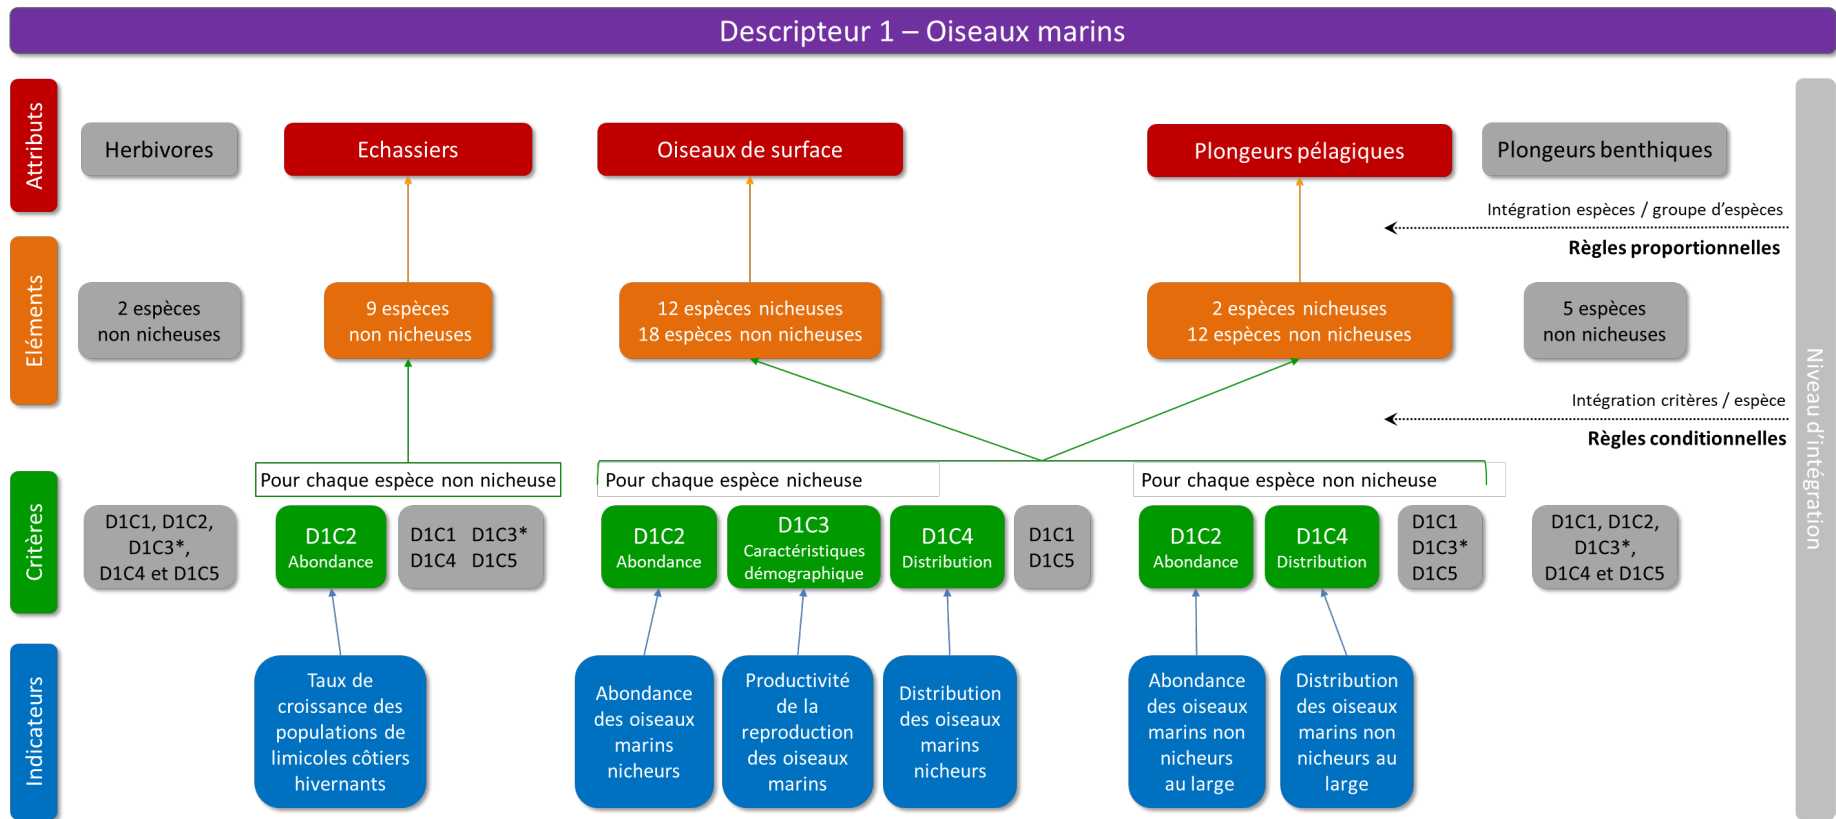 Descripteur 1 – Oiseaux marins
Attributs
Herbivores
Echassiers
Oiseaux de surface
Plongeurs pélagiques
Plongeurs benthiques
Intégration espèces / groupe d'espèces
Règles proportionnelles
Eléments
2 espèces
non nicheuses
9 espèces
non nicheuses
12 espèces nicheuses
18 espèces non nicheuses
2 espèces nicheuses
12 espèces non nicheuses
5 espèces
non nicheuses
Intégration critères / espèce
Règles conditionnelles
Niveau d'intégration
Critères
Pour chaque espèce non nicheuse
Pour chaque espèce nicheuse
Pour chaque espèce non nicheuse
D1C1, D1C2,
D1C3*,
D1C4 et D1C5
D1C2
Abondance
D1C1 D1C3*
D1C4 D1C5
D1C2
Abondance
D1C3
Caractéristiques
démographique
D1C4
Distribution
D1C1
D1C5
D1C2
Abondance
D1C4
Distribution
D1C1
D1C3*
D1C5
D1C1, D1C2,
D1C3*,
D1C4 et D1C5
Indicateurs
Taux de
croissance des
populations de
limicoles côtiers
hivernants
Abondance
des oiseaux
marins
nicheurs
Productivité
de la
reproduction
des oiseaux
marins
Distribution
des oiseaux
marins
nicheurs
Abondance
des oiseaux
marins non
nicheurs
au large
Distribution
des oiseaux
marins non
nicheurs au
large